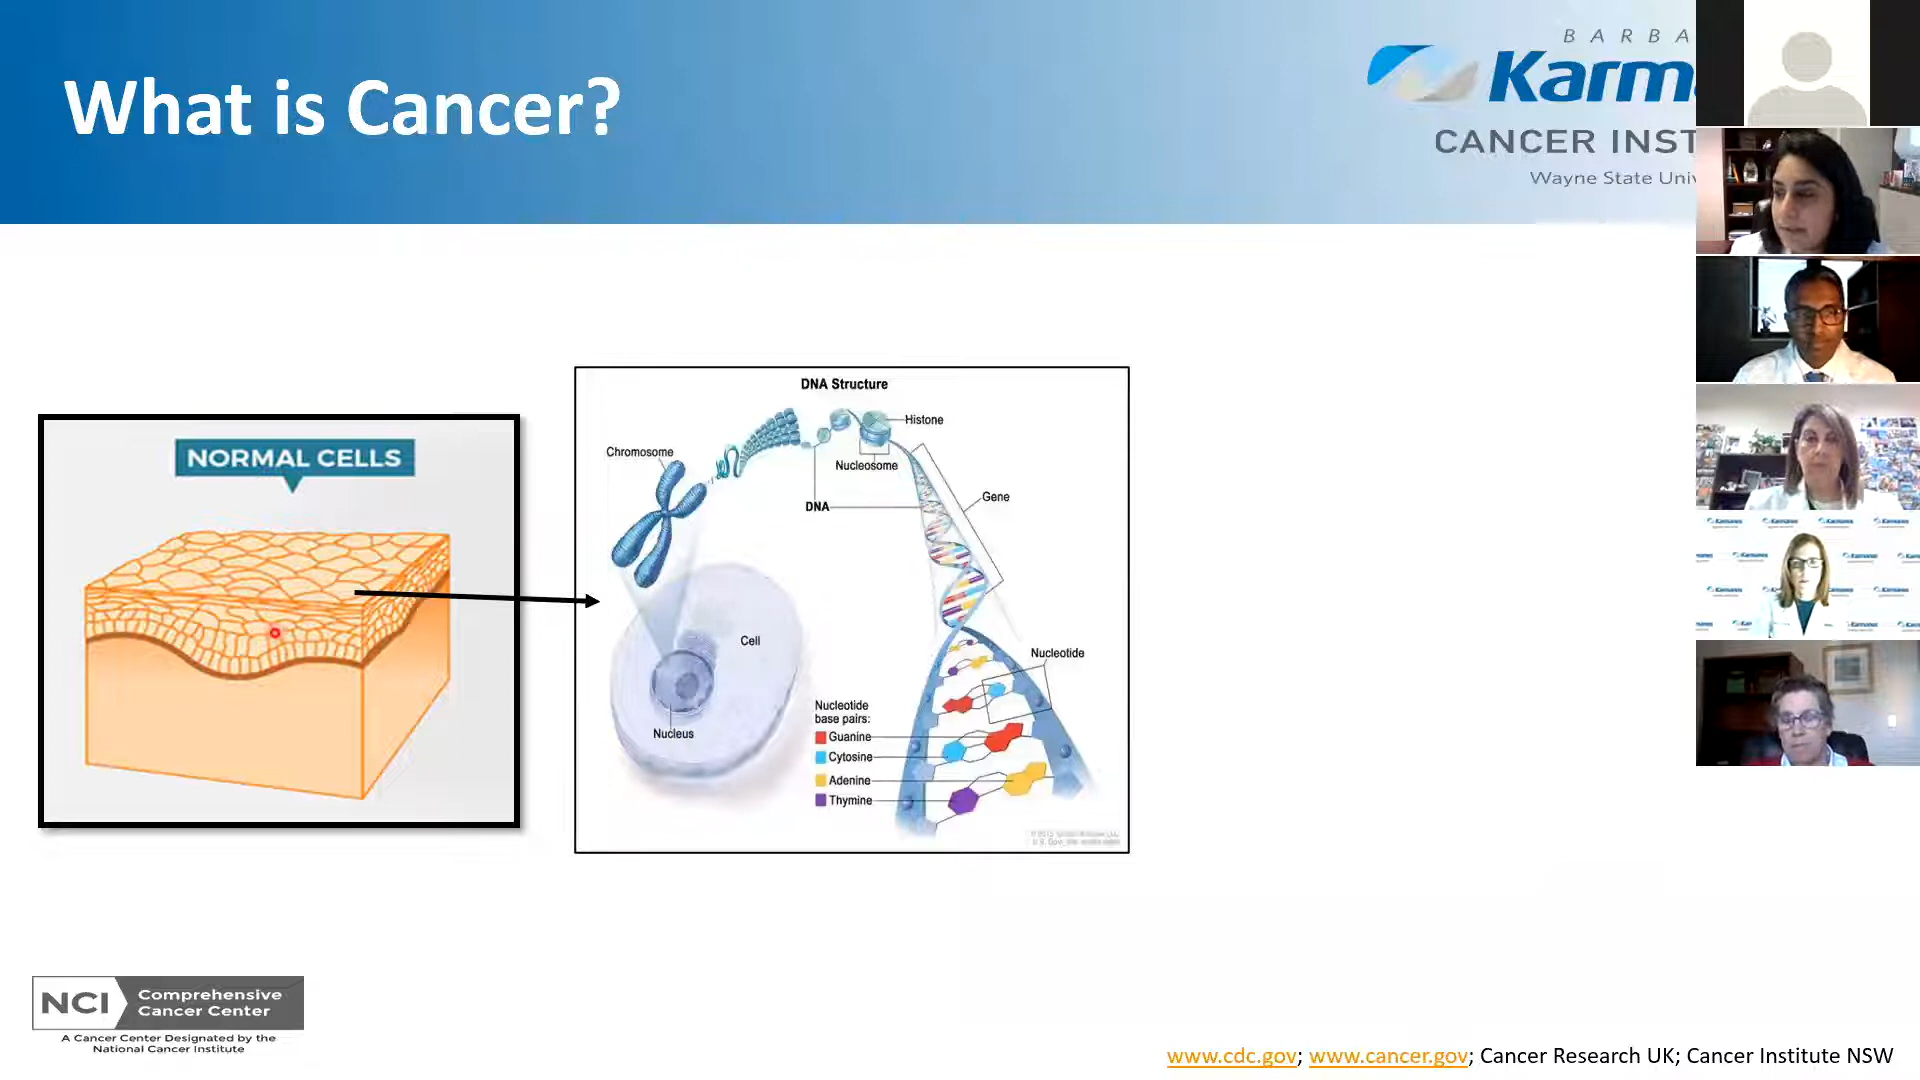 What is Cancer?
BARBA
Karma
CANCER INST
Wayne State Univ
NORMAL CELLS
DNA Structure
Histone
Chromosome
Nucleosome
Gene
DNA
Cell
Nucleotide
Nucleotide
base pairs:
Guanine
Cytosine
Adenine
Thymine
Nucleus
NCI
Comprehensive
Cancer Center
A Cancer Center Designated by the
National Cancer Institute
www.cdc.gov; www.cancer.gov; Cancer Research UK; Cancer Institute NSW